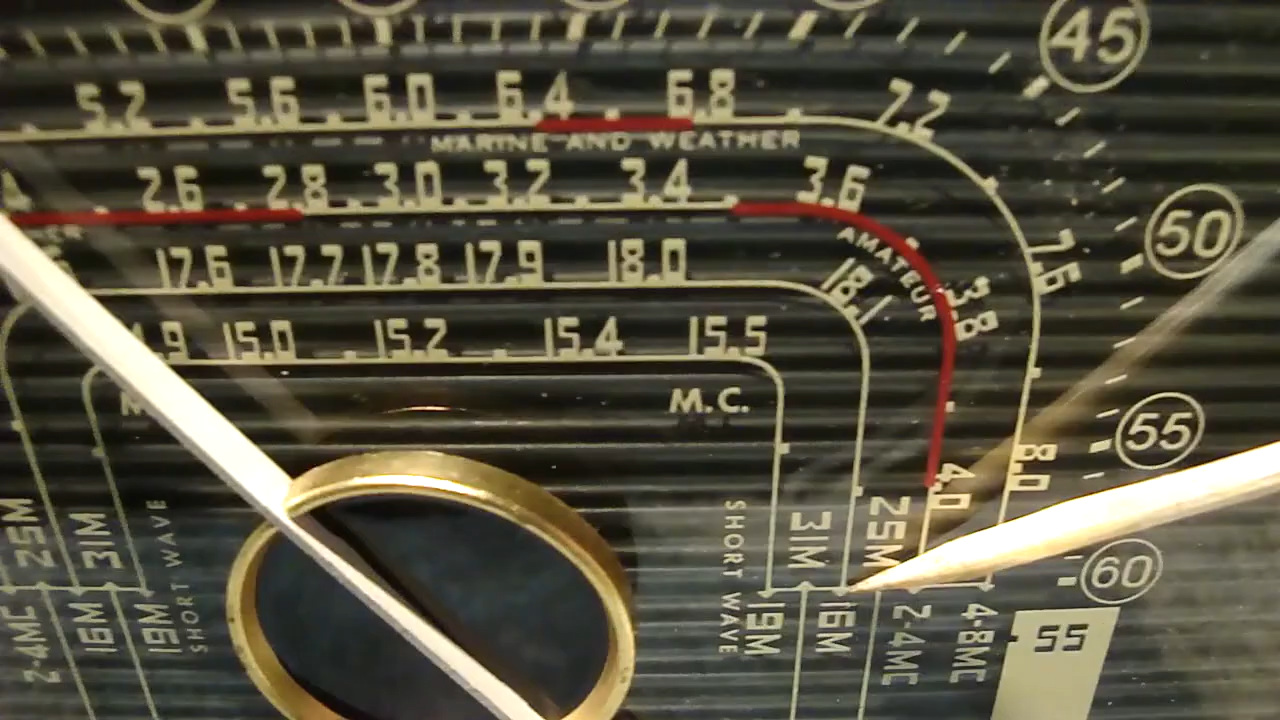 45
5.2 5.6 6.0 6.4 6.8 7.2 7.6 8.0
MARINE AND WEATHER
2.6 2.8 3.0 3.2 3.4 3.6 3.8 4.0
AMATEUR
50
17.6 17.7 17.8 17.9 18.0 18.1
15.0 15.2 15.4 15.5
M.C.
55
25M
31M
SHORT WAVE
SHORT WAVE
31M
25M
60
2-4MC
16M
19M
19M
16M
2-4MC
4-8MC
55